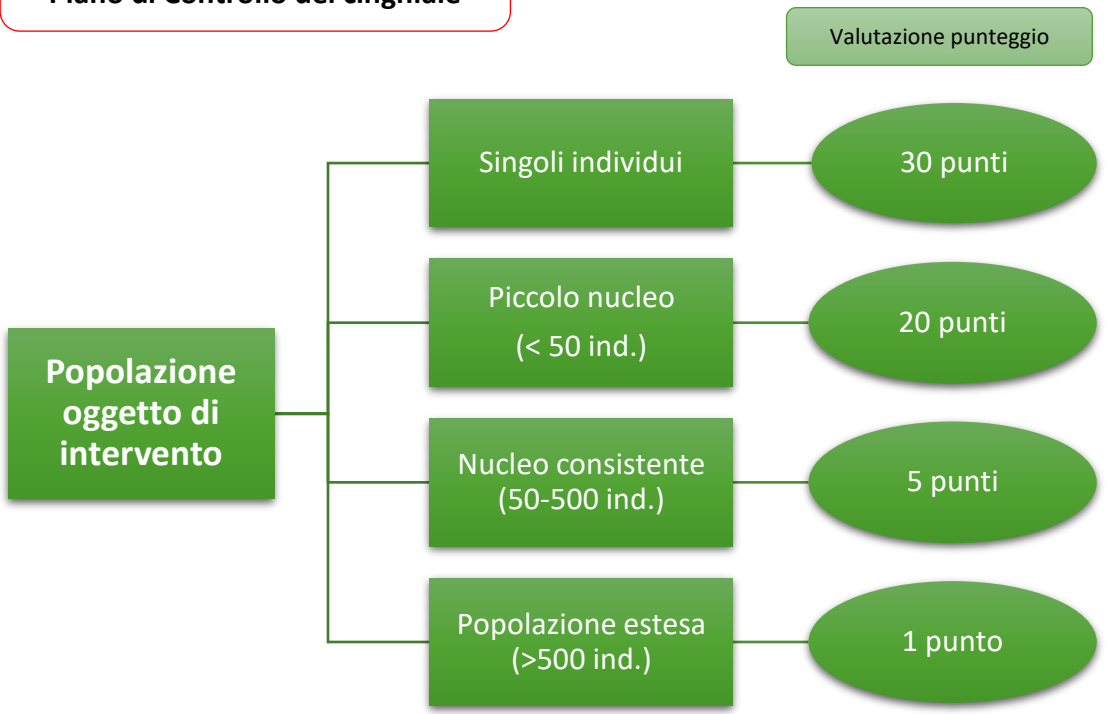 Piano di Controllo del cinghiale
Valutazione punteggio
Singoli individui
30 punti
Piccolo nucleo
(< 50 ind.)
20 punti
Popolazione
oggetto di
intervento
Nucleo consistente
(50-500 ind.)
5 punti
Popolazione estesa
(>500 ind.)
1 punto